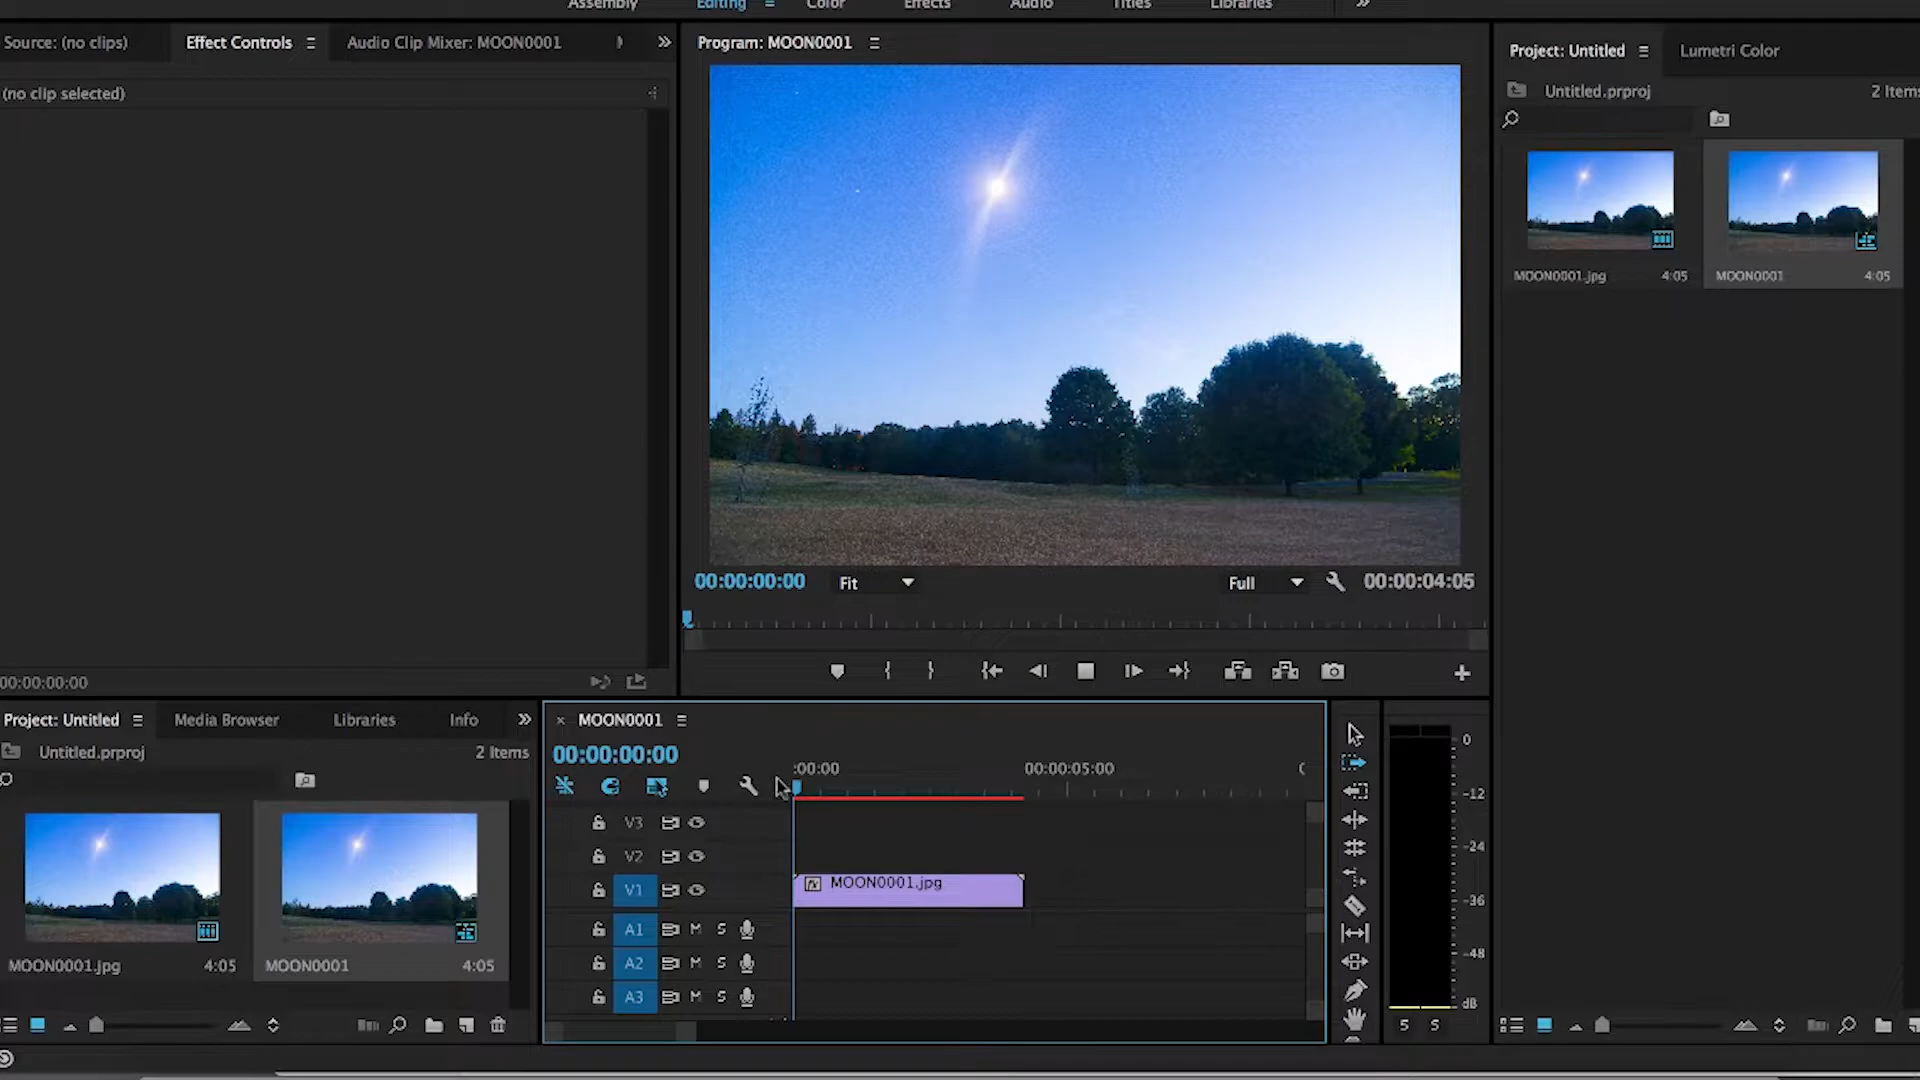 Assembly Editing Color Effects Audio Titles Libraries
Source: (no clips) Effect Controls Audio Clip Mixer: MOON0001
Program: MOON0001
Project: Untitled Lumetri Color
(no clip selected)
Untitled.prproj 2 Items
MOON0001.jpg 4:05 MOON0001 4:05
00:00:00:00 Fit Full 00:00:04:05
00:00:00:00
Project: Untitled Media Browser Libraries Info
Untitled.prproj 2 Items
MOON0001.jpg 4:05 MOON0001 4:05
MOON0001
00:00:00:00
:00:00 00:00:05:00
V3
V2
V1 fx MOON0001.jpg
A1 M S
A2 M S
A3 M S
0
-12
-24
-36
-48
dB
S S